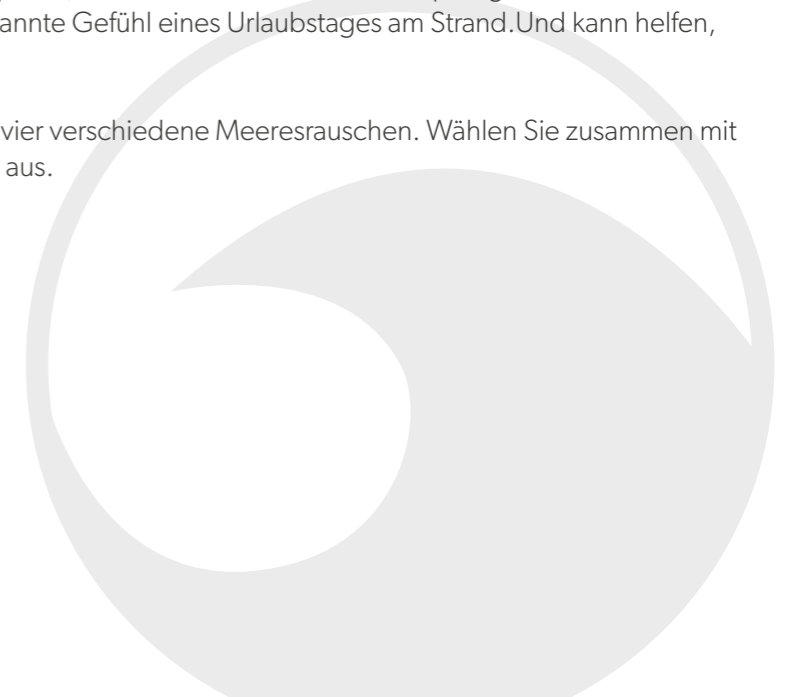 annte Gefühl eines Urlaubstages am Strand.Und kann helfen,
vier verschiedene Meeresrauschen. Wählen Sie zusammen mit
aus.